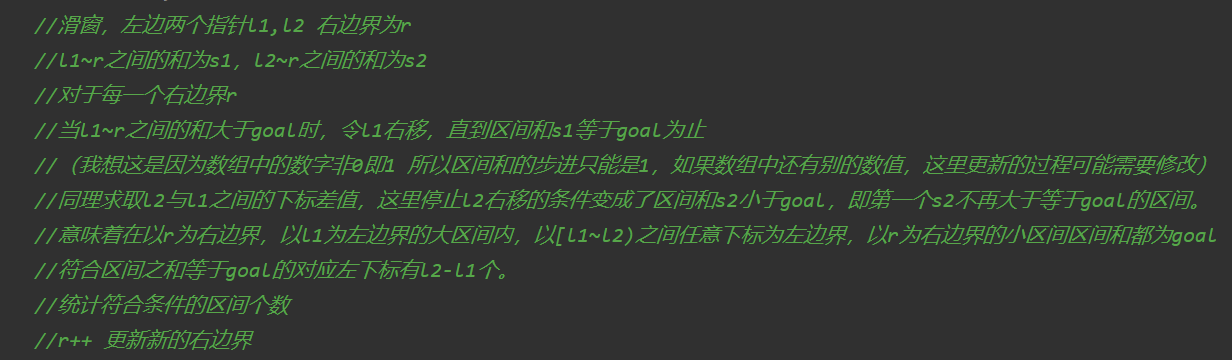 //滑窗，左边两个指针l1,l2 右边界为r
//l1~r之间的和为s1，l2~r之间的和为s2
//对于每一个右边界r
//当l1~r之间的和大于goal时，令l1右移，直到区间和s1等于goal为止
//（我想这是因为数组中的数字非0即1 所以区间和的步进只能是1，如果数组中还有别的数值，这里更新的过程可能需要修改）
//同理求取l2与l1之间的下标差值，这里停止l2右移的条件变成了区间和s2小于goal，即第一个s2不再大于等于goal的区间。
//意味着在以r为右边界，以l1为左边界的大区间内，以[l1~l2)之间任意下标为左边界，以r为右边界的小区间区间和都为goal
//符合区间之和等于goal的对应左下标有l2-l1个。
//统计符合条件的区间个数
//r++ 更新新的右边界